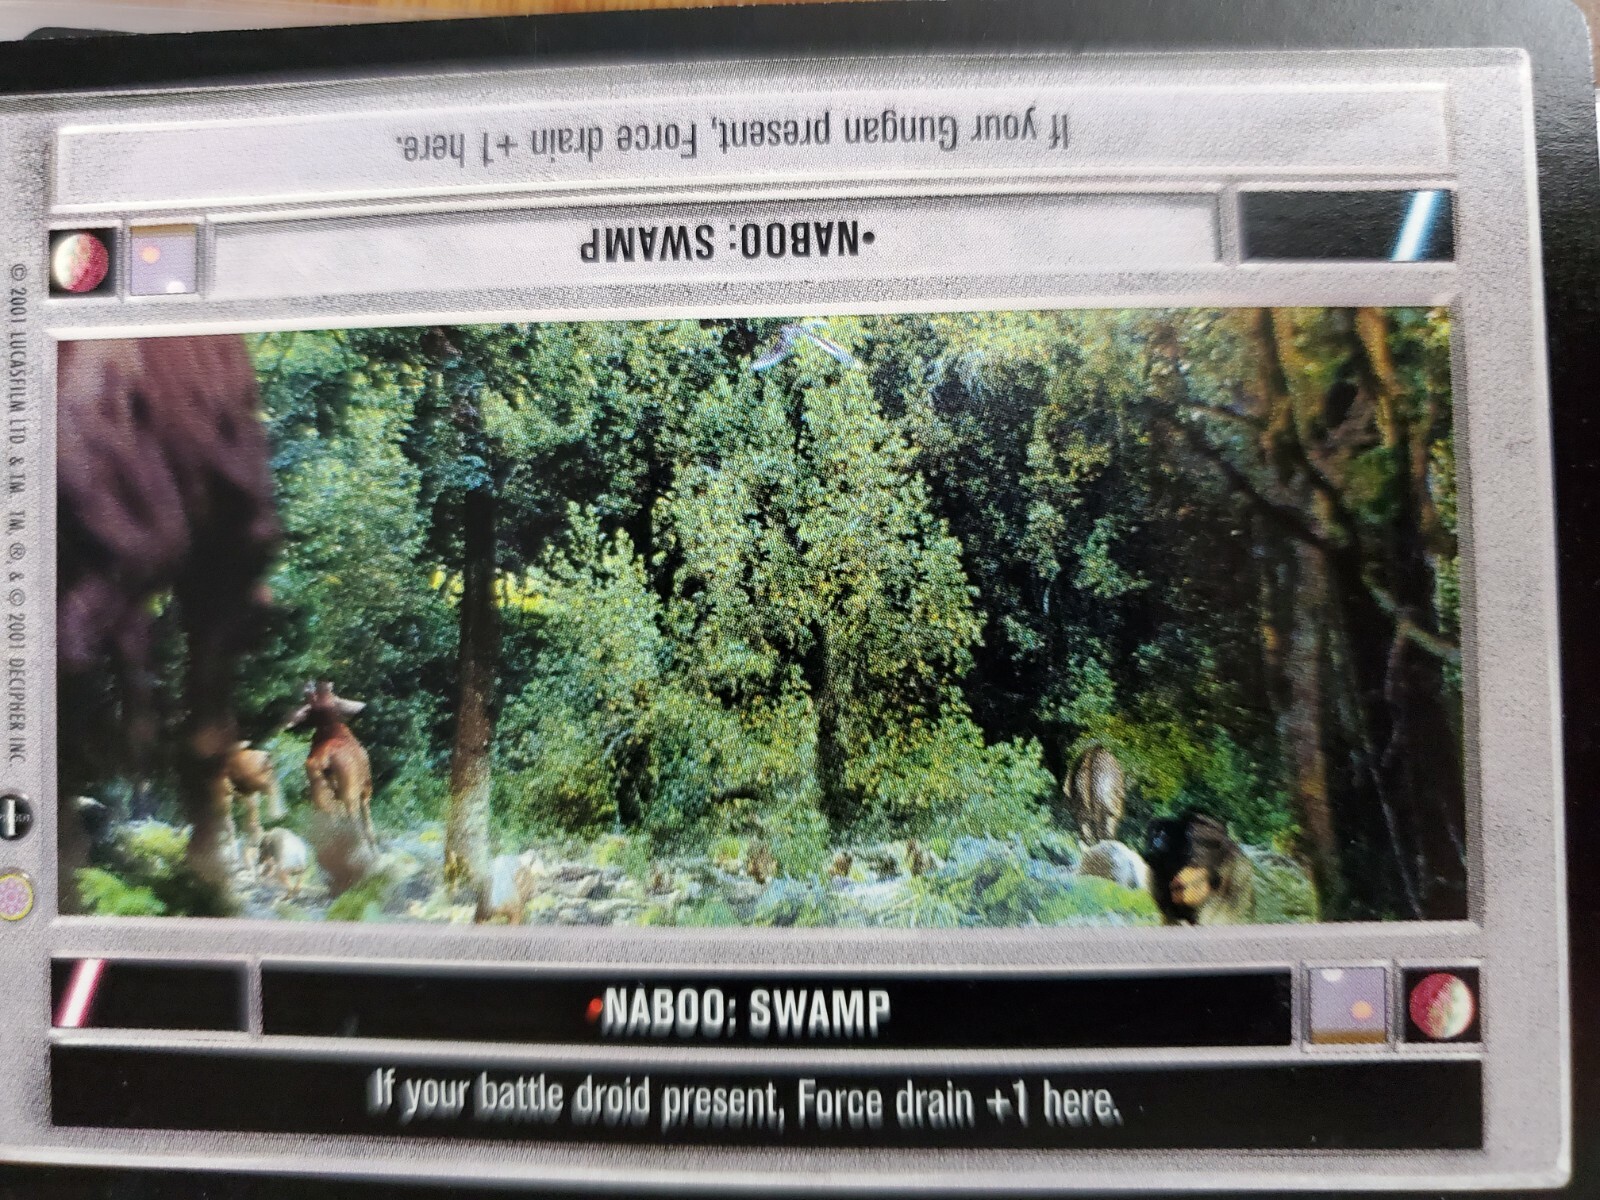 If your Gungan present, Force drain +1 here.
•NABOO: SWAMP
© 2001 LUCASFILM LTD. & TM. TM, ®, & © 2001 DECIPHER INC.
•NABOO: SWAMP
If your battle droid present, Force drain +1 here.